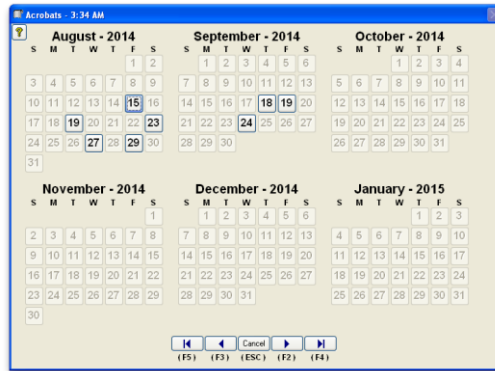 Acrobats - 3:34 AM
?
August - 2014 September - 2014 October - 2014
S M T W T F S S M T W T F S S M T W T F S
1 2 1 2 3 4 5 6 1 2 3 4
3 4 5 6 7 8 9 7 8 9 10 11 12 13 5 6 7 8 9 10 11
10 11 12 13 14 15 16 14 15 16 17 18 19 20 12 13 14 15 16 17 18
17 18 19 20 21 22 23 21 22 23 24 25 26 27 19 20 21 22 23 24 25
24 25 26 27 28 29 30 28 29 30 26 27 28 29 30 31
31
November - 2014 December - 2014 January - 2015
S M T W T F S S M T W T F S S M T W T F S
1 1 2 3 4 5 6 1 2 3
2 3 4 5 6 7 8 7 8 9 10 11 12 13 4 5 6 7 8 9 10
9 10 11 12 13 14 15 14 15 16 17 18 19 20 11 12 13 14 15 16 17
16 17 18 19 20 21 22 21 22 23 24 25 26 27 18 19 20 21 22 23 24
23 24 25 26 27 28 29 28 29 30 31 25 26 27 28 29 30 31
30
Cancel
(F5) (F3) (ESC) (F2) (F4)